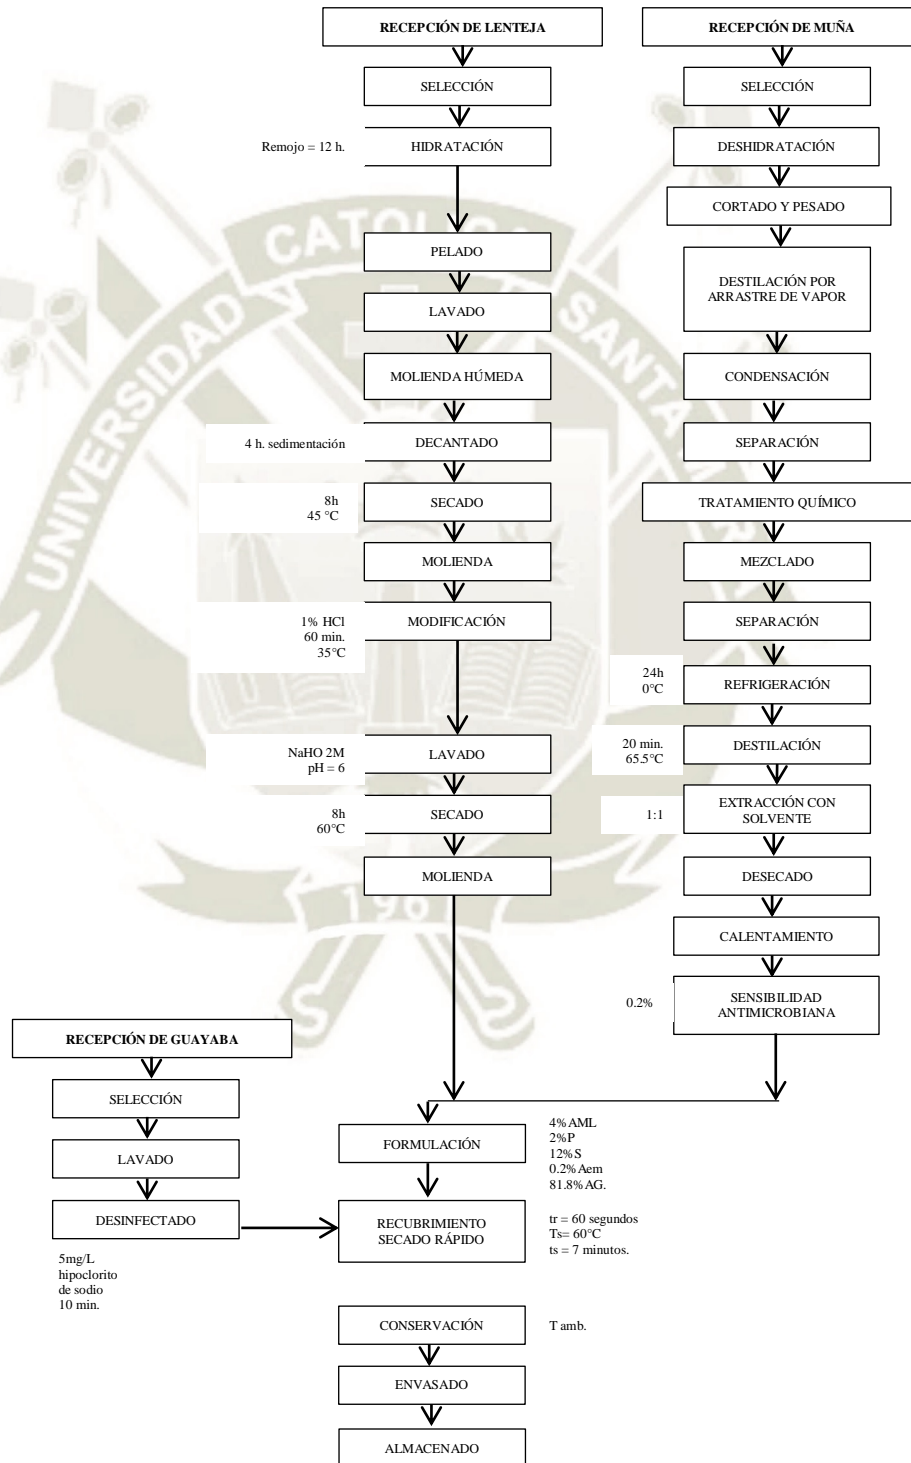 RECEPCIÓN DE LENTEJA
SELECCIÓN
Remojo = 12 h.
HIDRATACIÓN
PELADO
LAVADO
MOLIENDA HÚMEDA
4 h. sedimentación
DECANTADO
8h
45 °C
SECADO
MOLIENDA
1% HCl
60 min.
35°C
MODIFICACIÓN
NaHO 2M
pH = 6
LAVADO
8h
60°C
SECADO
MOLIENDA
RECEPCIÓN DE MUÑA
SELECCIÓN
DESHIDRATACIÓN
CORTADO Y PESADO
DESTILACIÓN POR
ARRASTRE DE VAPOR
CONDENSACIÓN
SEPARACIÓN
TRATAMIENTO QUÍMICO
MEZCLADO
SEPARACIÓN
24h
0°C
REFRIGERACIÓN
20 min.
65.5°C
DESTILACIÓN
1:1
EXTRACCIÓN CON
SOLVENTE
DESECADO
CALENTAMIENTO
0.2%
SENSIBILIDAD
ANTIMICROBIANA
RECEPCIÓN DE GUAYABA
SELECCIÓN
LAVADO
DESINFECTADO
5mg/L
hipoclorito
de sodio
10 min.
FORMULACIÓN
4% AML
2% P
12% S
0.2% Aem
81.8% AG.
RECUBRIMIENTO
SECADO RÁPIDO
tr = 60 segundos
Ts= 60°C
ts = 7 minutos.
CONSERVACIÓN
T amb.
ENVASADO
ALMACENADO
UNIVERSIDAD
SANTA
196